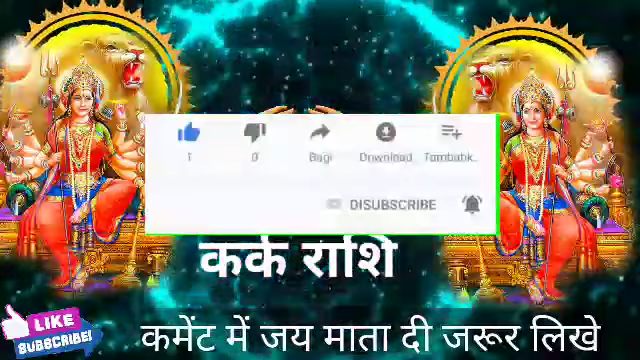 1 0 Bagi Download Tambahk..
DISUBSCRIBE
कर्क राशि
LIKE
SUBSCRIBE!
कमेंट में जय माता दी जरूर लिखे